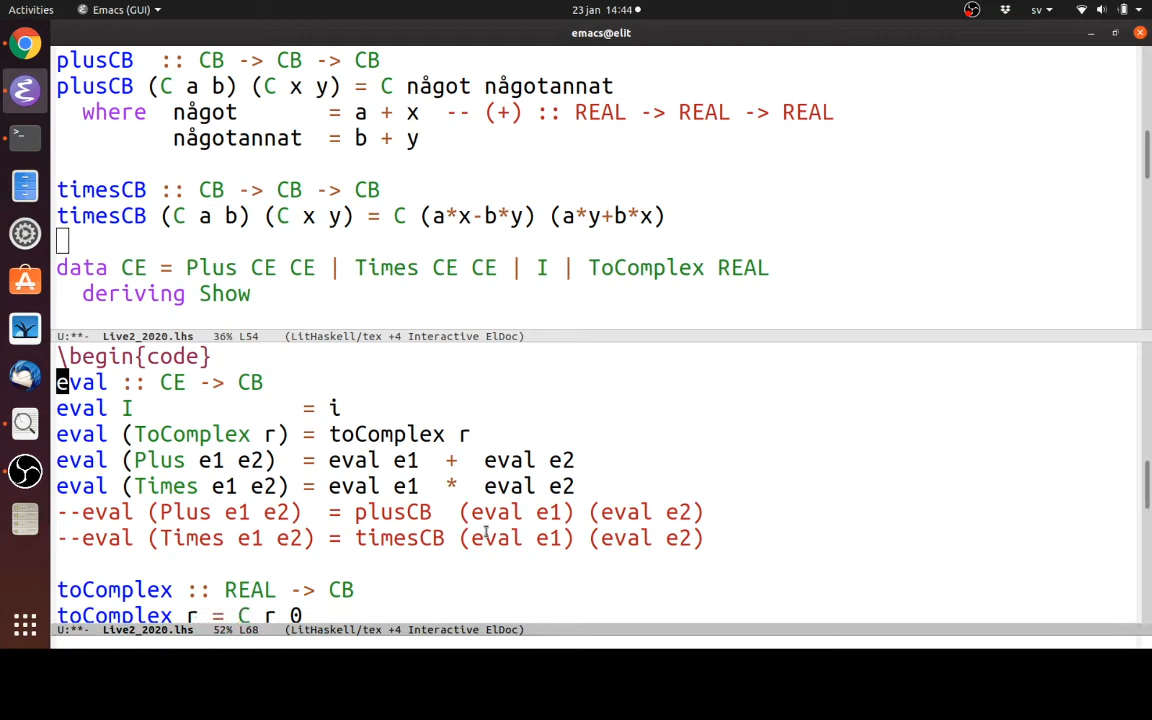 Activities Emacs (GUI) 23 jan 14:44 sv
emacs@elit
plusCB :: CB -> CB -> CB
plusCB (C a b) (C x y) = C något någotannat
where något = a + x -- (+) :: REAL -> REAL -> REAL
någotannat = b + y
timesCB :: CB -> CB -> CB
timesCB (C a b) (C x y) = C (a*x-b*y) (a*y+b*x)
data CE = Plus CE CE | Times CE CE | I | ToComplex REAL
deriving Show
U:**- Live2_2020.lhs 36% L54 (LitHaskell/tex +4 Interactive ElDoc)
\begin{code}
eval :: CE -> CB
eval I = i
eval (ToComplex r) = toComplex r
eval (Plus e1 e2) = eval e1 + eval e2
eval (Times e1 e2) = eval e1 * eval e2
--eval (Plus e1 e2) = plusCB (eval e1) (eval e2)
--eval (Times e1 e2) = timesCB (eval e1) (eval e2)
toComplex :: REAL -> CB
toComplex r = C r 0
U:**- Live2_2020.lhs 52% L68 (LitHaskell/tex +4 Interactive ElDoc)